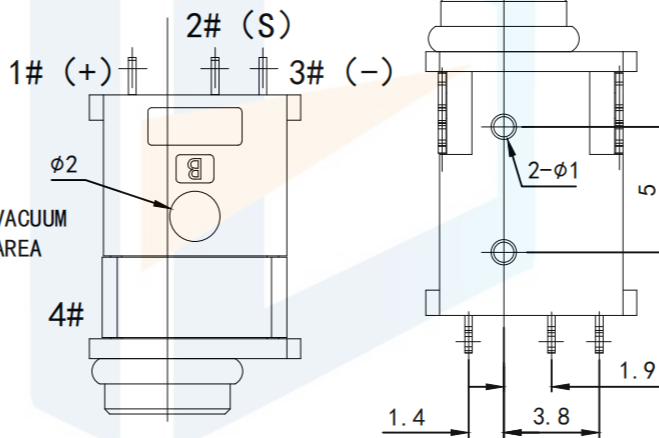 2# (S)
1# (+)
3# (-)
B
φ2
2-φ1
VACUUM
AREA
5
4#
1.9
1.4
3.8